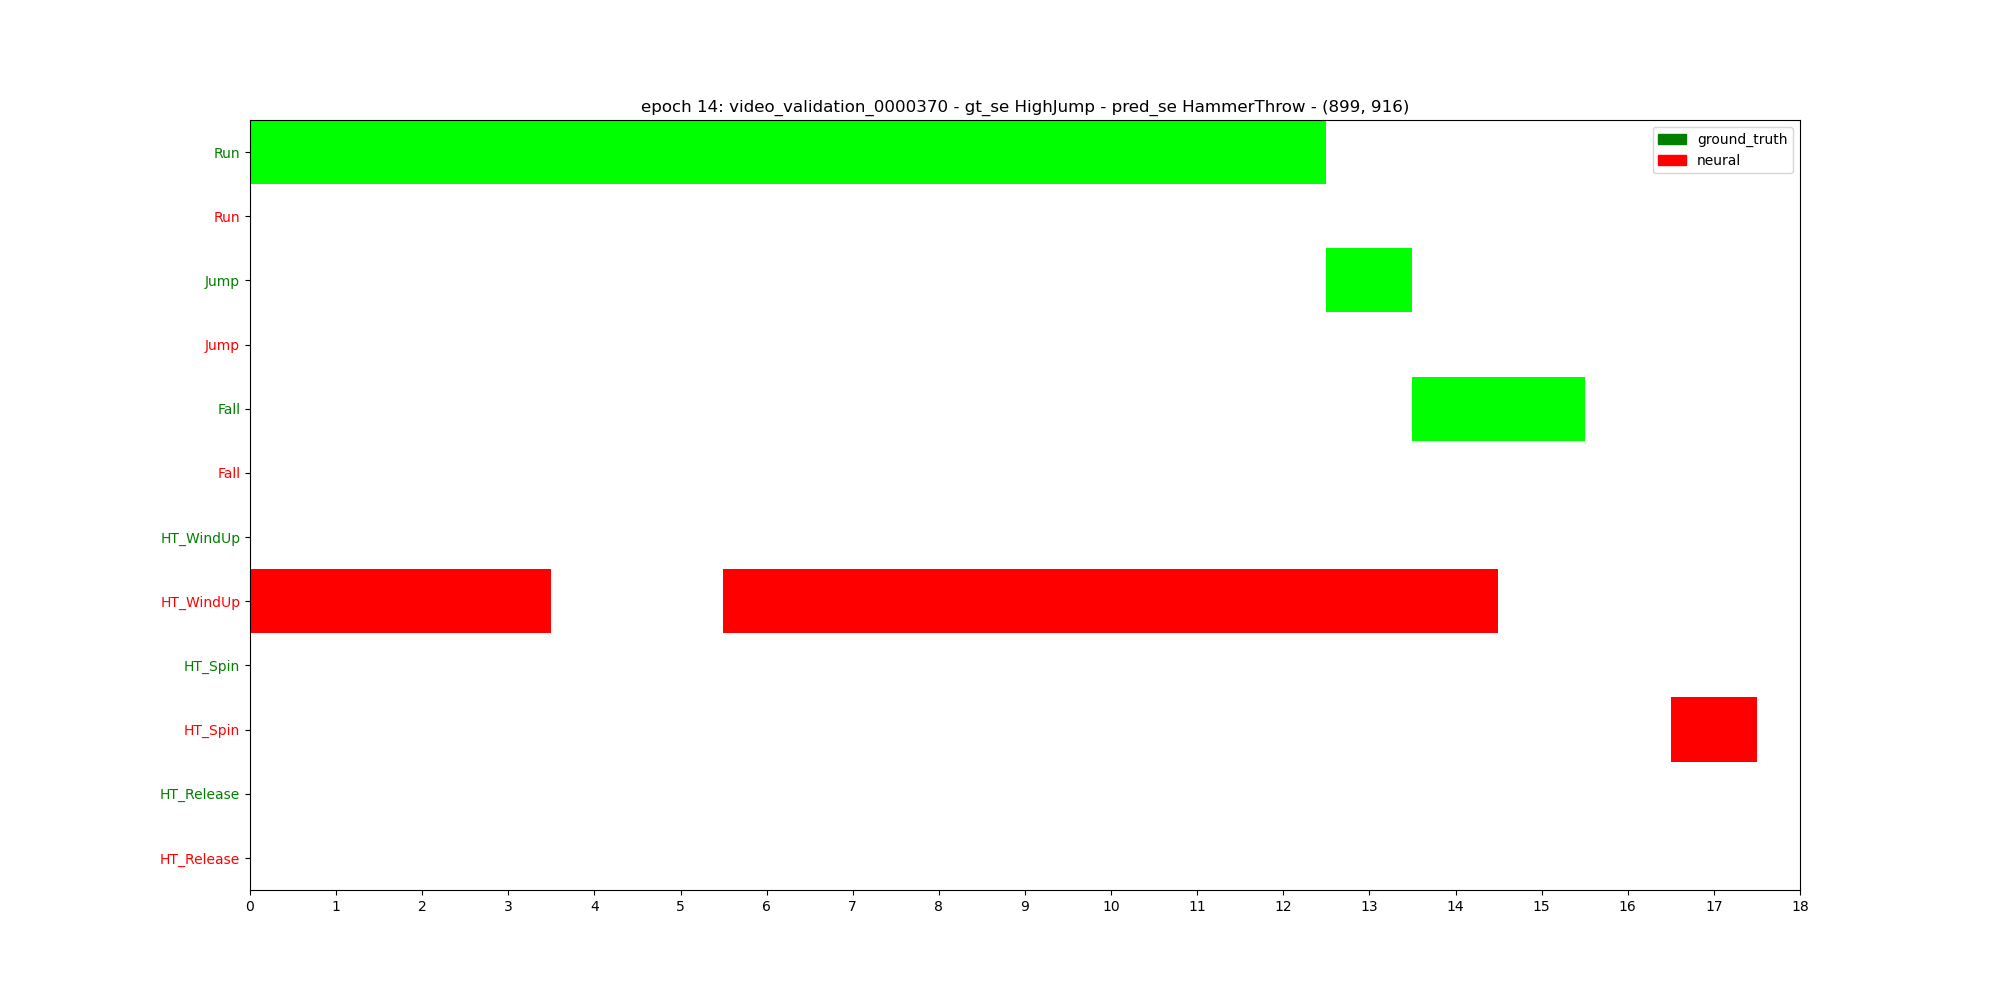 epoch 14: video_validation_0000370 - gt_se HighJump - pred_se HammerThrow - (899, 916)
ground_truth
neural
Run
Run
Jump
Jump
Fall
Fall
HT_WindUp
HT_WindUp
HT_Spin
HT_Spin
HT_Release
HT_Release
0 1 2 3 4 5 6 7 8 9 10 11 12 13 14 15 16 17 18